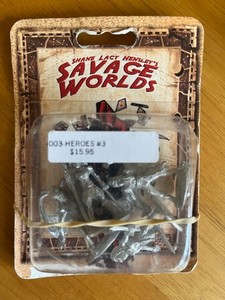 SHANE LACY HENSLEY'S
SAVAGE
WORLDS
003-HEROES #3
$15.95